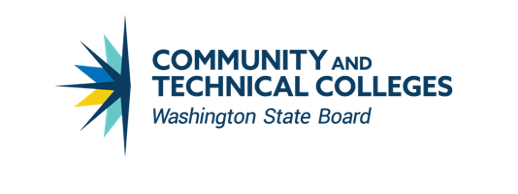 COMMUNITY AND
TECHNICAL COLLEGES
Washington State Board